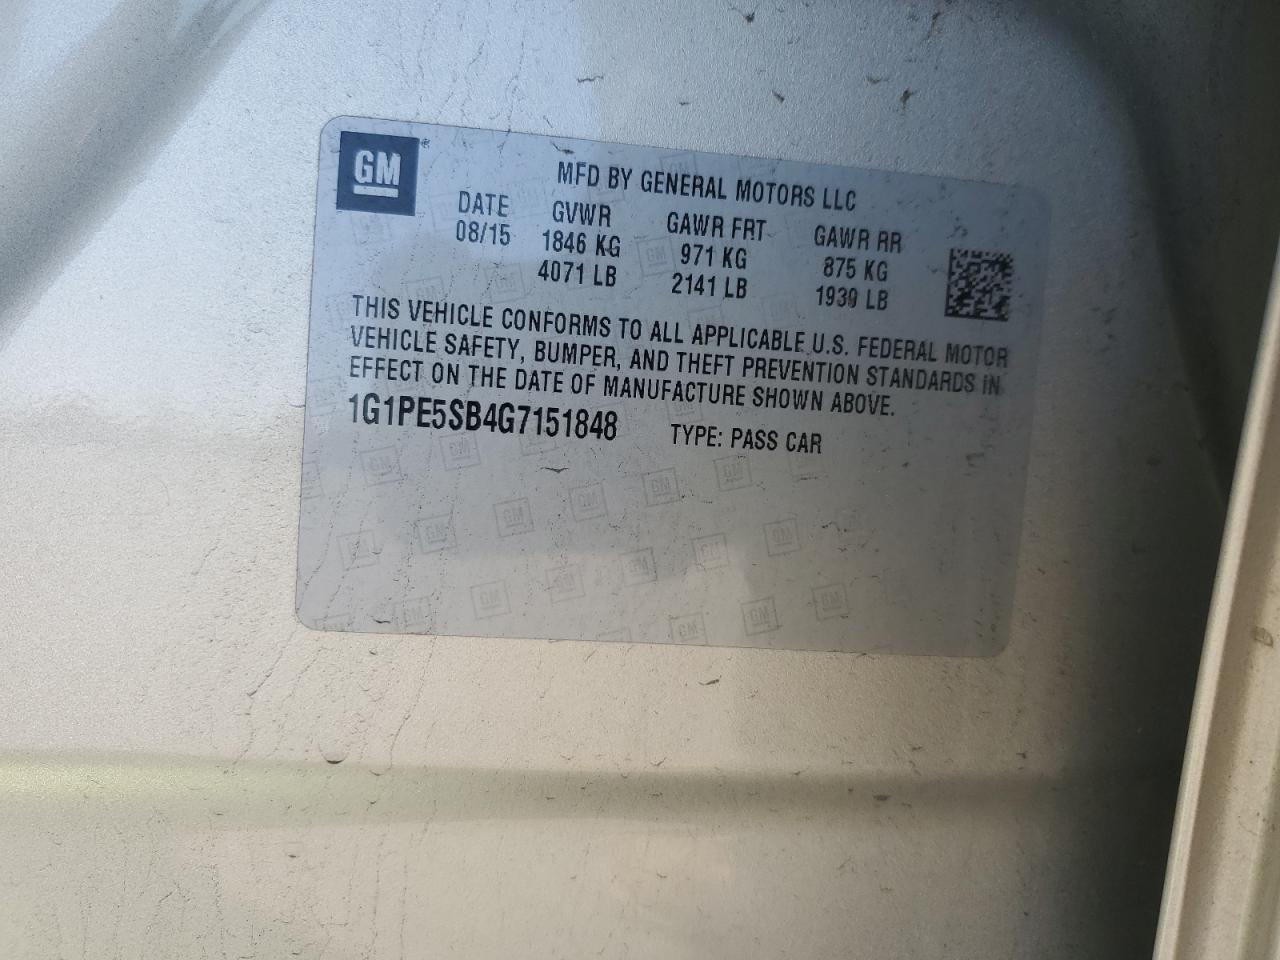 GM
MFD BY GENERAL MOTORS LLC
DATE GVWR GAWR FRT GAWR RR
08/15 1846 KG 971 KG 875 KG
4071 LB 2141 LB 1930 LB
THIS VEHICLE CONFORMS TO ALL APPLICABLE U.S. FEDERAL MOTOR
VEHICLE SAFETY, BUMPER, AND THEFT PREVENTION STANDARDS IN
EFFECT ON THE DATE OF MANUFACTURE SHOWN ABOVE.
1G1PE5SB4G7151848 TYPE: PASS CAR